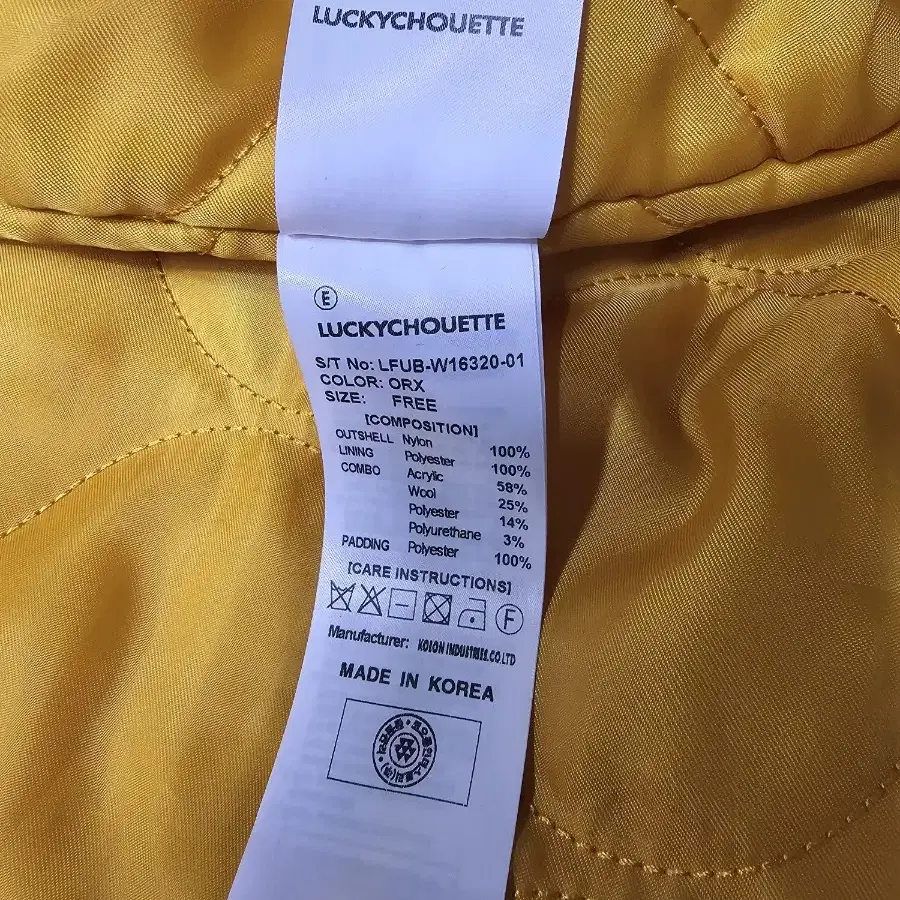 LUCKYCHOUETTE
E
LUCKYCHOUETTE
S/T No: LFUB-W16320-01
COLOR: ORX
SIZE: FREE
[COMPOSITION]
OUTSHELL Nylon 100%
LINING Polyester 100%
COMBO Acrylic 58%
Wool 25%
Polyester 14%
Polyurethane 3%
PADDING Polyester 100%
[CARE INSTRUCTIONS]
F
Manufacturer: KOLON INDUSTRIES.CO.LTD
MADE IN KOREA